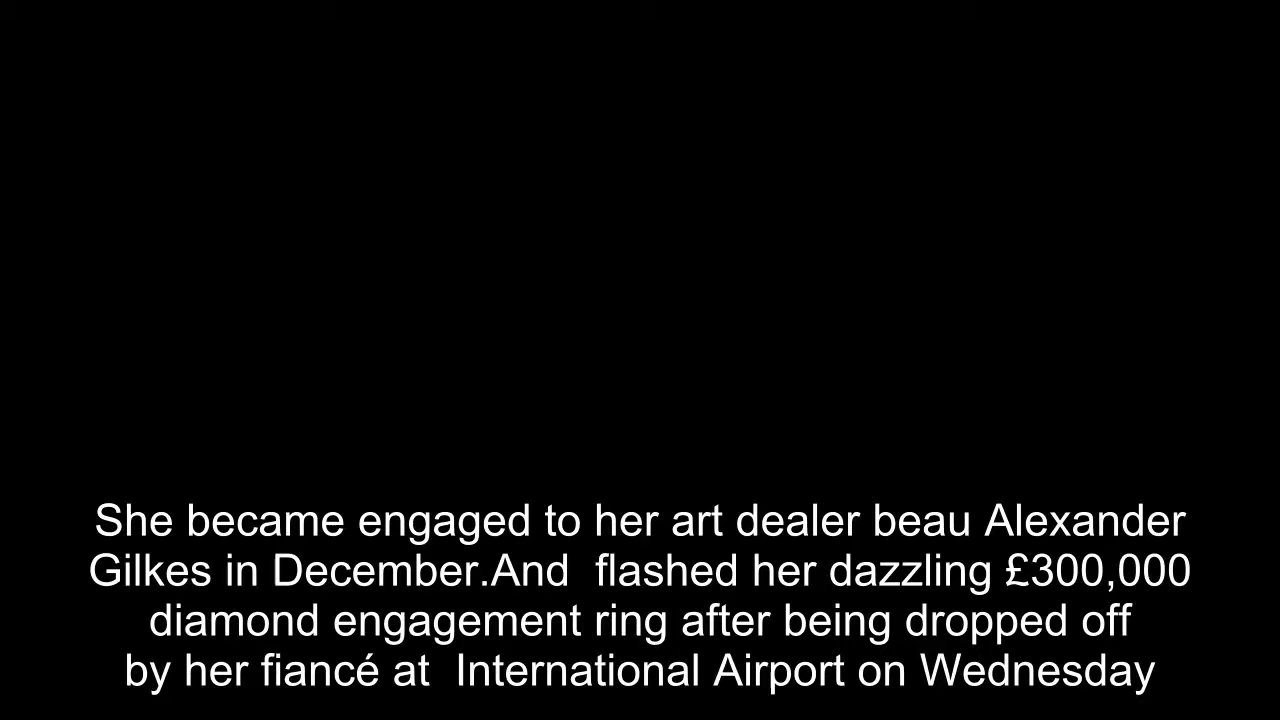 She became engaged to her art dealer beau Alexander
Gilkes in December.And  flashed her dazzling £300,000
diamond engagement ring after being dropped off
by her fiancé at  International Airport on Wednesday